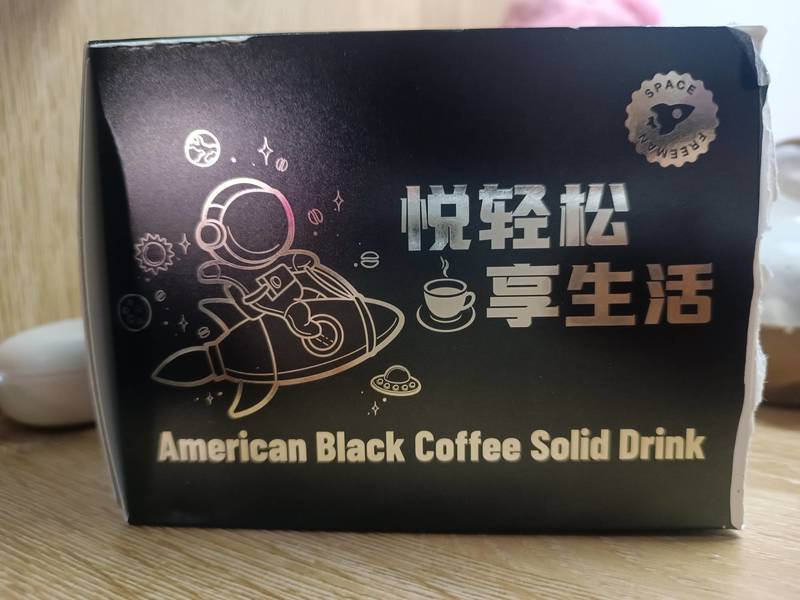 SPACE
FREEMAN
悦轻松
享生活
American Black Coffee Solid Drink